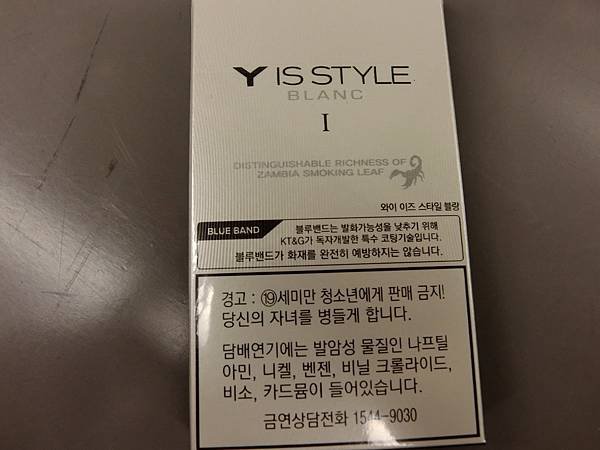 Y IS STYLE
BLANC
I
DISTINGUISHABLE RICHNESS OF
ZAMBIA SMOKING LEAF
와이 이즈 스타일 블랑
BLUE BAND
블루밴드는 발화가능성을 낮추기 위해
KT&G가 독자개발한 특수 코팅기술입니다.
블루밴드가 화재를 완전히 예방하지는 않습니다.
경고 : ⑲세미만 청소년에게 판매 금지!
당신의 자녀를 병들게 합니다.
담배연기에는 발암성 물질인 나프틸
아민, 니켈, 벤젠, 비닐 크롤라이드,
비소, 카드뮴이 들어있습니다.
금연상담전화 1544-9030